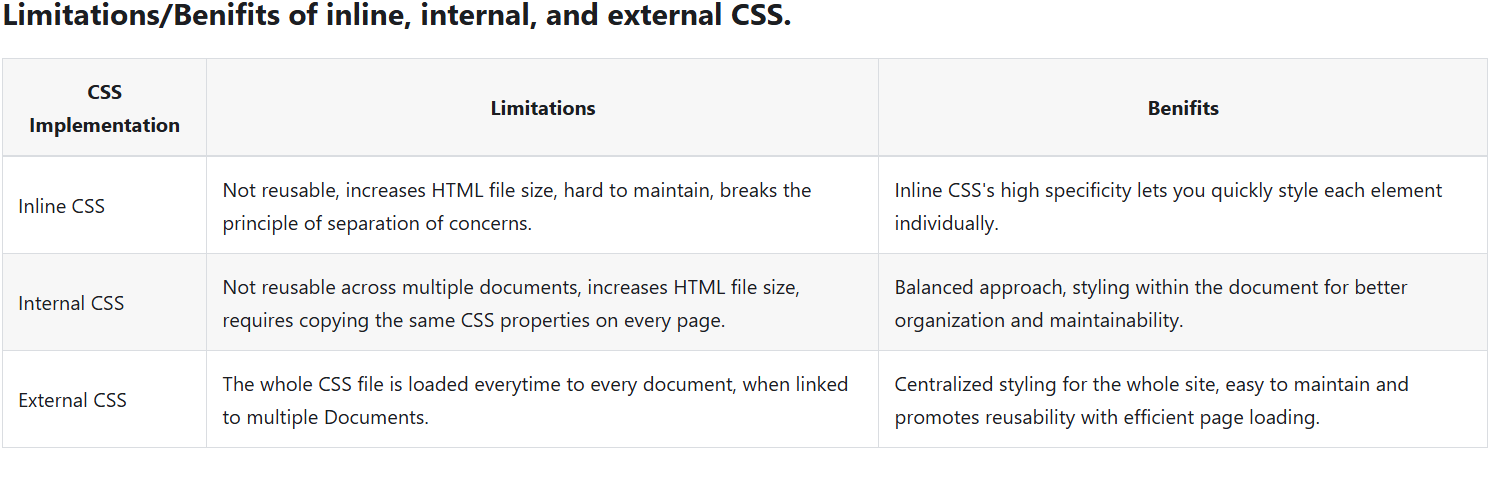 Limitations/Benifits of inline, internal, and external CSS.
CSS
Implementation
Limitations
Benifits
Inline CSS
Not reusable, increases HTML file size, hard to maintain, breaks the
principle of separation of concerns.
Inline CSS's high specificity lets you quickly style each element
individually.
Internal CSS
Not reusable across multiple documents, increases HTML file size,
requires copying the same CSS properties on every page.
Balanced approach, styling within the document for better
organization and maintainability.
External CSS
The whole CSS file is loaded everytime to every document, when linked
to multiple Documents.
Centralized styling for the whole site, easy to maintain and
promotes reusability with efficient page loading.